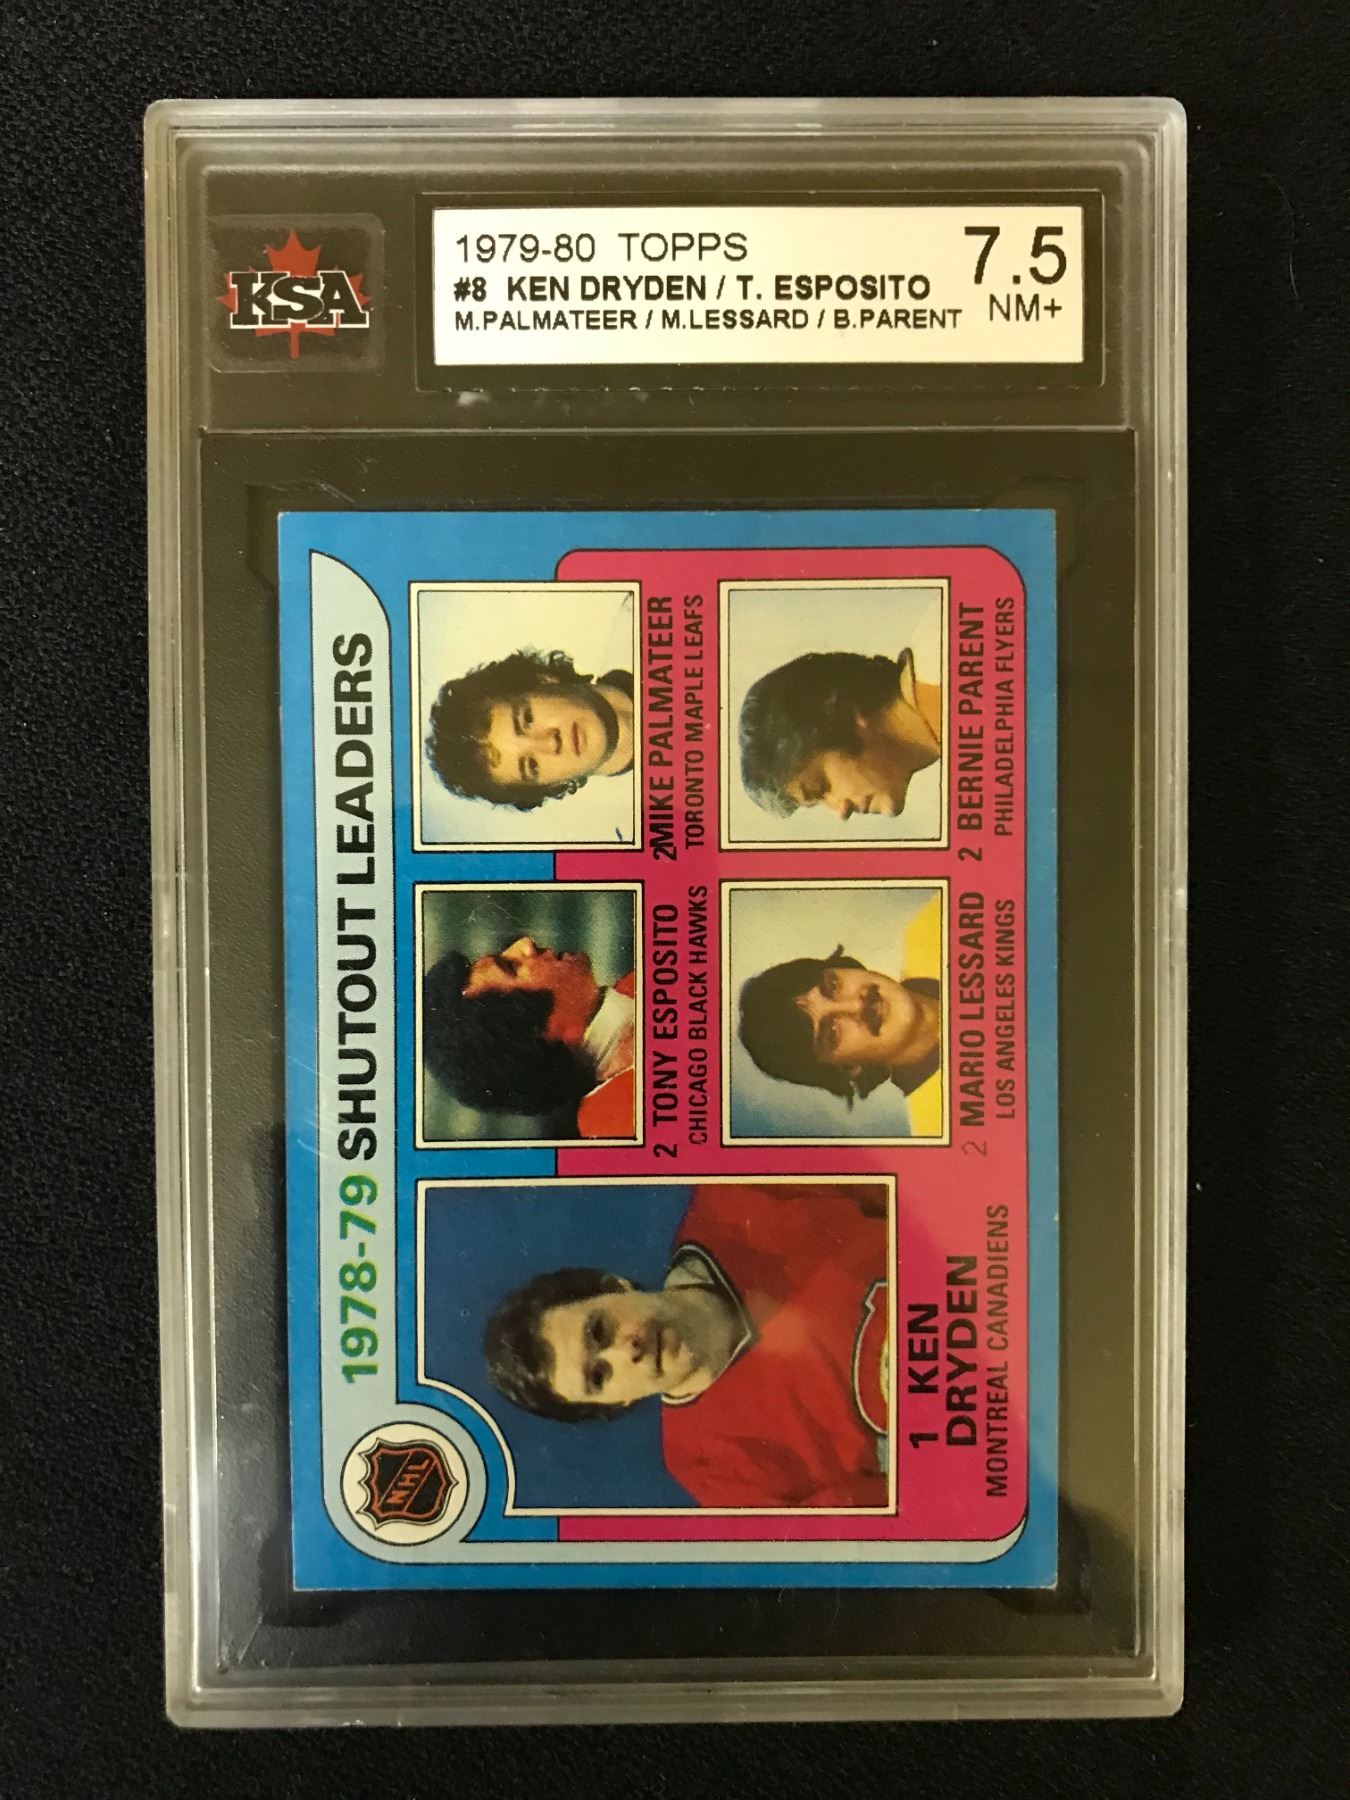 KSA
1979-80 TOPPS
#8 KEN DRYDEN / T. ESPOSITO
M.PALMATEER / M.LESSARD / B.PARENT
7.5
NM+
1978-79 SHUTOUT LEADERS
NHL
1 KEN
DRYDEN
MONTREAL CANADIENS
2 TONY ESPOSITO
CHICAGO BLACK HAWKS
2 MIKE PALMATEER
TORONTO MAPLE LEAFS
2 MARIO LESSARD
LOS ANGELES KINGS
2 BERNIE PARENT
PHILADELPHIA FLYERS